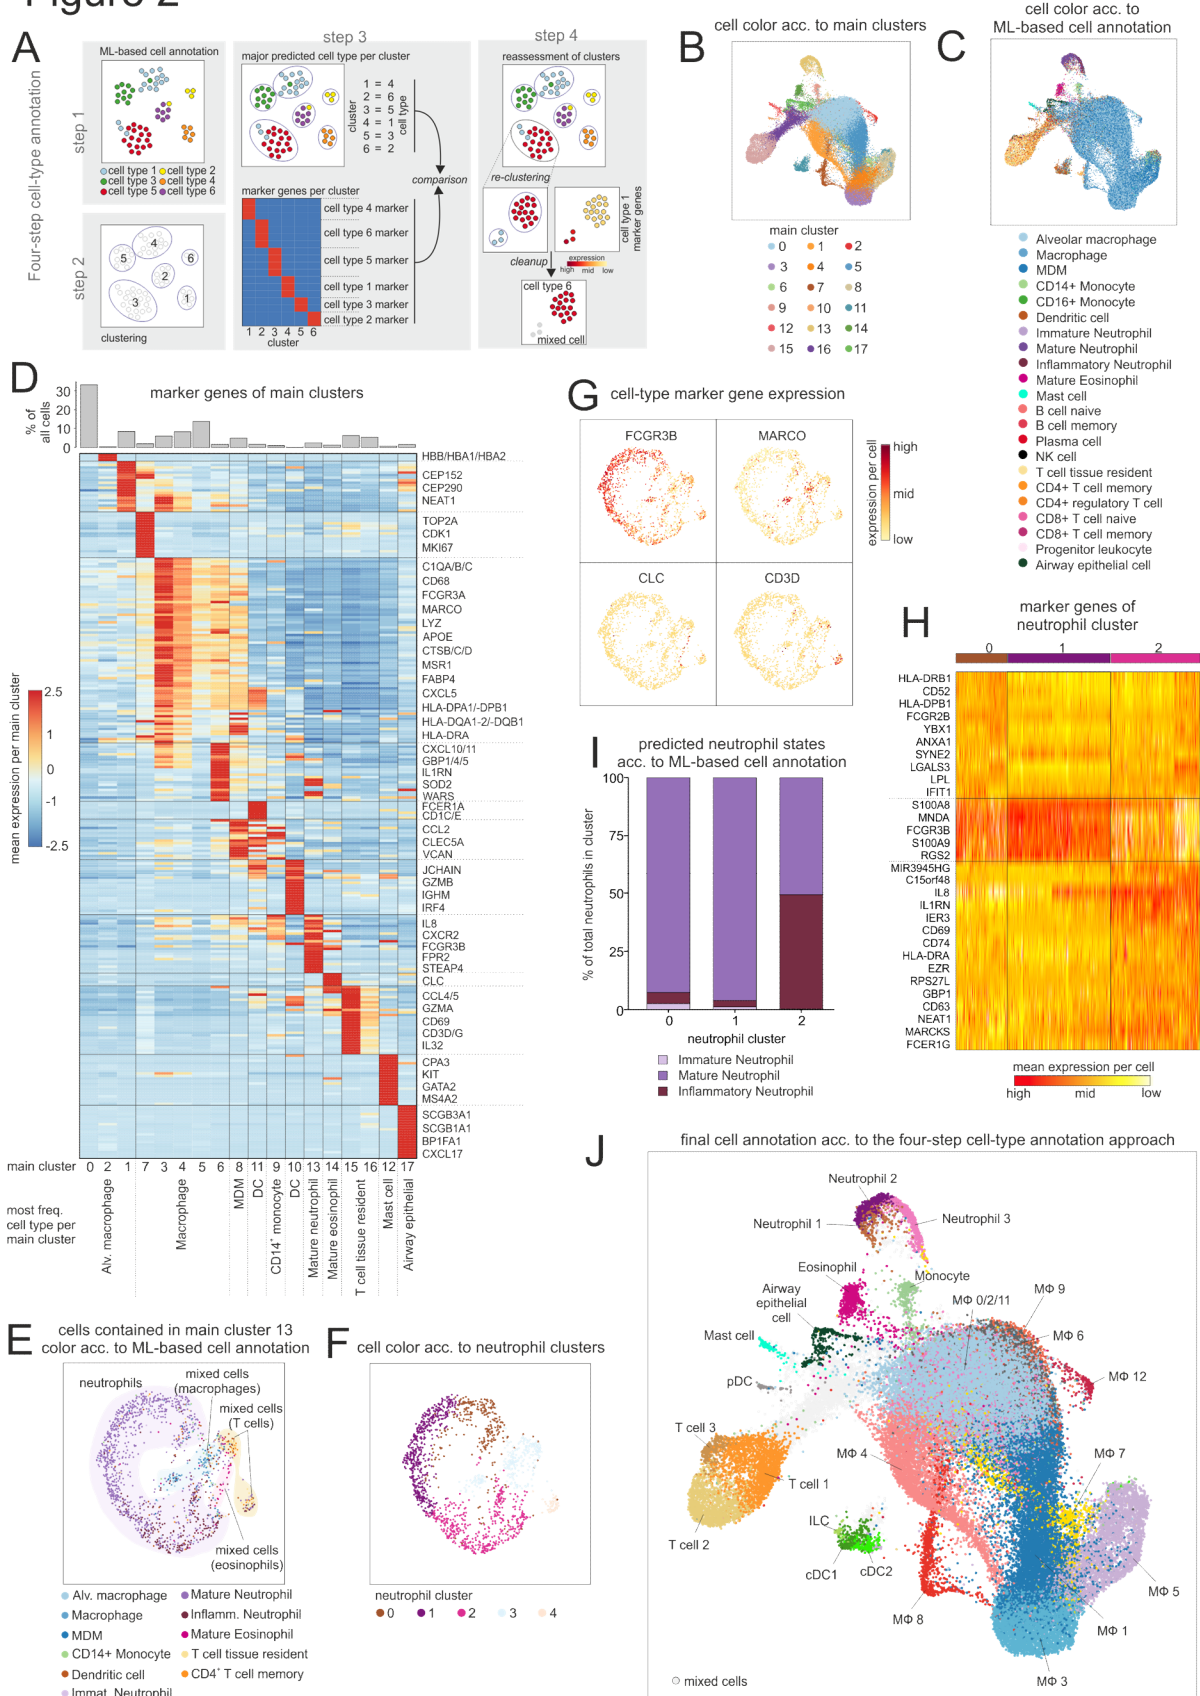 Figure 2
A
Four-step cell-type annotation
step 1
ML-based cell annotation
cell type 1
cell type 2
cell type 3
cell type 4
cell type 5
cell type 6
step 2
4
5
6
2
3
1
clustering
step 3
major predicted cell type per cluster
cluster
1 = 4
2 = 6
3 = 5
4 = 1
5 = 3
6 = 2
cell type
comparison
marker genes per cluster
cell type 4 marker
cell type 6 marker
cell type 5 marker
cell type 1 marker
cell type 3 marker
cell type 2 marker
1 2 3 4 5 6
cluster
step 4
reassessment of clusters
re-clustering
cell type 1
marker genes
cleanup
expression
high mid low
cell type 6
mixed cell
B
cell color acc. to main clusters
main cluster
0 1 2
3 4 5
6 7 8
9 10 11
12 13 14
15 16 17
C
cell color acc. to
ML-based cell annotation
Alveolar macrophage
Macrophage
MDM
CD14+ Monocyte
CD16+ Monocyte
Dendritic cell
Immature Neutrophil
Mature Neutrophil
Inflammatory Neutrophil
Mature Eosinophil
Mast cell
B cell naive
B cell memory
Plasma cell
NK cell
T cell tissue resident
CD4+ T cell memory
CD4+ regulatory T cell
CD8+ T cell naive
CD8+ T cell memory
Progenitor leukocyte
Airway epithelial cell
D
marker genes of main clusters
% of
all cells
30
20
10
0
HBB/HBA1/HBA2
CEP152
CEP290
NEAT1
TOP2A
CDK1
MKI67
C1QA/B/C
CD68
FCGR3A
MARCO
LYZ
APOE
CTSB/C/D
MSR1
FABP4
CXCL5
HLA-DPA1/-DPB1
HLA-DQA1-2/-DQB1
HLA-DRA
CXCL10/11
GBP1/4/5
IL1RN
SOD2
WARS
FCER1A
CD1C/E
CCL2
CLEC5A
VCAN
JCHAIN
GZMB
IGHM
IRF4
IL8
CXCR2
FCGR3B
FPR2
STEAP4
CLC
CCL4/5
GZMA
CD69
CD3D/G
IL32
CPA3
KIT
GATA2
MS4A2
SCGB3A1
SCGB1A1
BP1FA1
CXCL17
mean expression per main cluster
2.5
1
0
-1
-2.5
main cluster 0 2 1 7 3 4 5 6 8 11 9 10 13 14 15 16 12 17
most freq.
cell type per
main cluster
Alv. macrophage
Macrophage
MDM
DC
CD14+ monocyte
DC
Mature neutrophil
Mature eosinophil
T cell tissue resident
Mast cell
Airway epithelial
E
cells contained in main cluster 13
color acc. to ML-based cell annotation
neutrophils
mixed cells
(macrophages)
mixed cells
(T cells)
mixed cells
(eosinophils)
Alv. macrophage
Macrophage
MDM
CD14+ Monocyte
Dendritic cell
Immat. Neutrophil
Mature Neutrophil
Inflamm. Neutrophil
Mature Eosinophil
T cell tissue resident
CD4+ T cell memory
F
cell color acc. to neutrophil clusters
neutrophil cluster
0 1 2 3 4
G
cell-type marker gene expression
FCGR3B
MARCO
CLC
CD3D
expression per cell
high
mid
low
H
marker genes of
neutrophil cluster
0 1 2
HLA-DRB1
CD52
HLA-DPB1
FCGR2B
YBX1
ANXA1
SYNE2
LGALS3
LPL
IFIT1
S100A8
MNDA
FCGR3B
S100A9
RGS2
MIR3945HG
C15orf48
IL8
IL1RN
IER3
CD69
CD74
HLA-DRA
EZR
RPS27L
GBP1
CD63
NEAT1
MARCKS
FCER1G
mean expression per cell
high mid low
I
predicted neutrophil states
acc. to ML-based cell annotation
% of total neutrophils in cluster
100
75
50
25
0
0 1 2
neutrophil cluster
Immature Neutrophil
Mature Neutrophil
Inflammatory Neutrophil
J
final cell annotation acc. to the four-step cell-type annotation approach
Neutrophil 2
Neutrophil 1
Neutrophil 3
Eosinophil
Monocyte
Airway
epithelial
cell
MΦ 0/2/11
MΦ 9
MΦ 6
Mast cell
MΦ 12
pDC
T cell 3
MΦ 4
MΦ 7
T cell 1
ILC
T cell 2
cDC1
cDC2
MΦ 5
MΦ 8
MΦ 1
MΦ 3
mixed cells